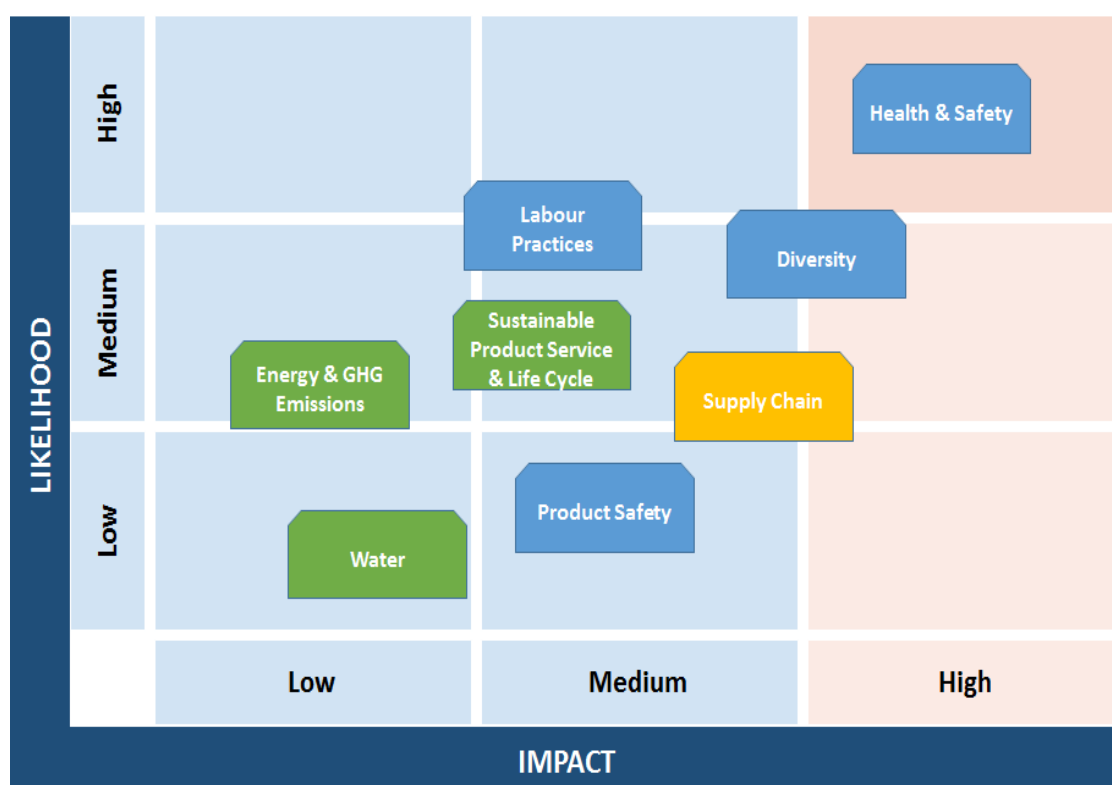 LIKELIHOOD
High
Medium
Low
Health & Safety
Labour
Practices
Diversity
Sustainable
Product Service
& Life Cycle
Energy & GHG
Emissions
Supply Chain
Product Safety
Water
Low
Medium
High
IMPACT